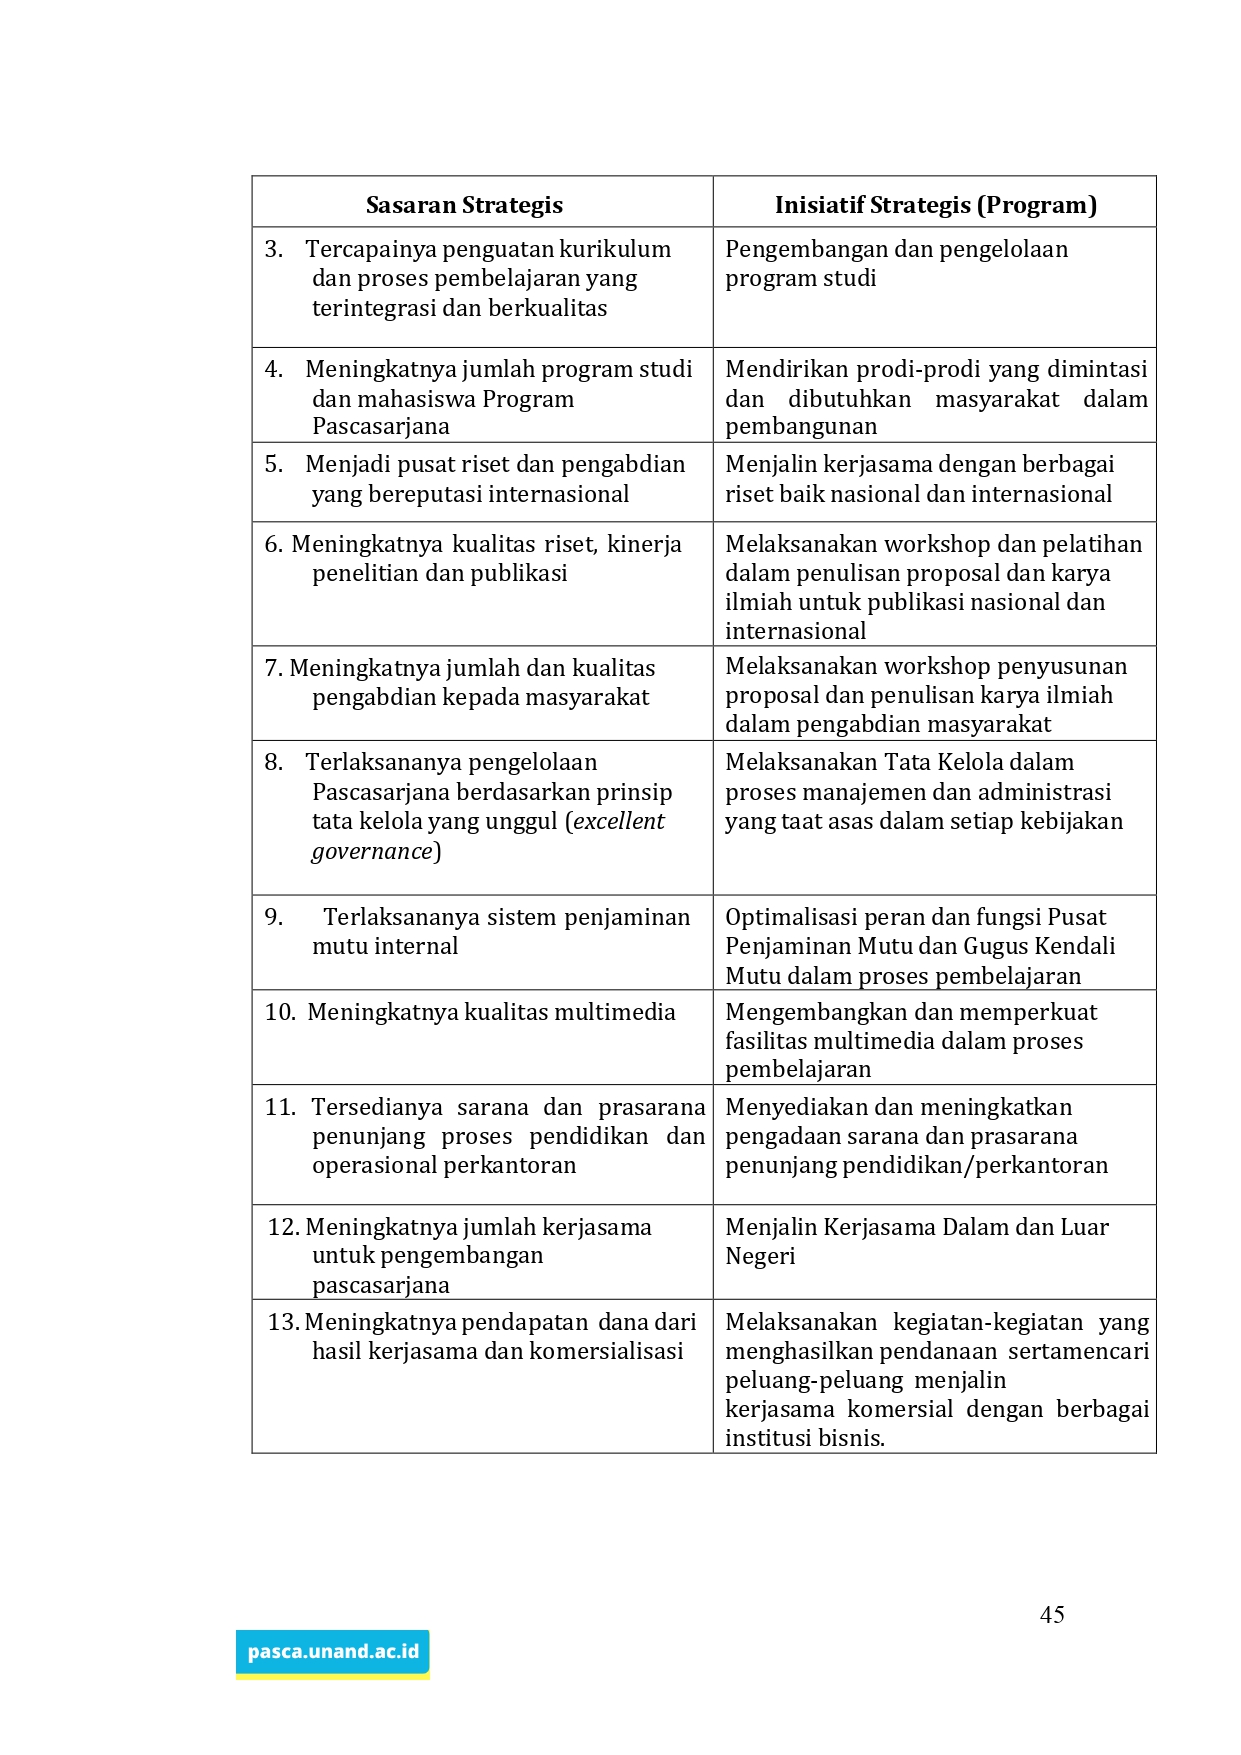 Sasaran Strategis
Inisiatif Strategis (Program)
3. Tercapainya penguatan kurikulum
dan proses pembelajaran yang
terintegrasi dan berkualitas
Pengembangan dan pengelolaan
program studi
4. Meningkatnya jumlah program studi
dan mahasiswa Program
Pascasarjana
Mendirikan prodi-prodi yang dimintasi
dan dibutuhkan masyarakat dalam
pembangunan
5. Menjadi pusat riset dan pengabdian
yang bereputasi internasional
Menjalin kerjasama dengan berbagai
riset baik nasional dan internasional
6. Meningkatnya kualitas riset, kinerja
penelitian dan publikasi
Melaksanakan workshop dan pelatihan
dalam penulisan proposal dan karya
ilmiah untuk publikasi nasional dan
internasional
7. Meningkatnya jumlah dan kualitas
pengabdian kepada masyarakat
Melaksanakan workshop penyusunan
proposal dan penulisan karya ilmiah
dalam pengabdian masyarakat
8. Terlaksananya pengelolaan
Pascasarjana berdasarkan prinsip
tata kelola yang unggul (excellent
governance)
Melaksanakan Tata Kelola dalam
proses manajemen dan administrasi
yang taat asas dalam setiap kebijakan
9. Terlaksananya sistem penjaminan
mutu internal
Optimalisasi peran dan fungsi Pusat
Penjaminan Mutu dan Gugus Kendali
Mutu dalam proses pembelajaran
10. Meningkatnya kualitas multimedia
Mengembangkan dan memperkuat
fasilitas multimedia dalam proses
pembelajaran
11. Tersedianya sarana dan prasarana
penunjang proses pendidikan dan
operasional perkantoran
Menyediakan dan meningkatkan
pengadaan sarana dan prasarana
penunjang pendidikan/perkantoran
12. Meningkatnya jumlah kerjasama
untuk pengembangan
pascasarjana
Menjalin Kerjasama Dalam dan Luar
Negeri
13. Meningkatnya pendapatan dana dari
hasil kerjasama dan komersialisasi
Melaksanakan kegiatan-kegiatan yang
menghasilkan pendanaan sertamencari
peluang-peluang menjalin
kerjasama komersial dengan berbagai
institusi bisnis.
45
pasca.unand.ac.id